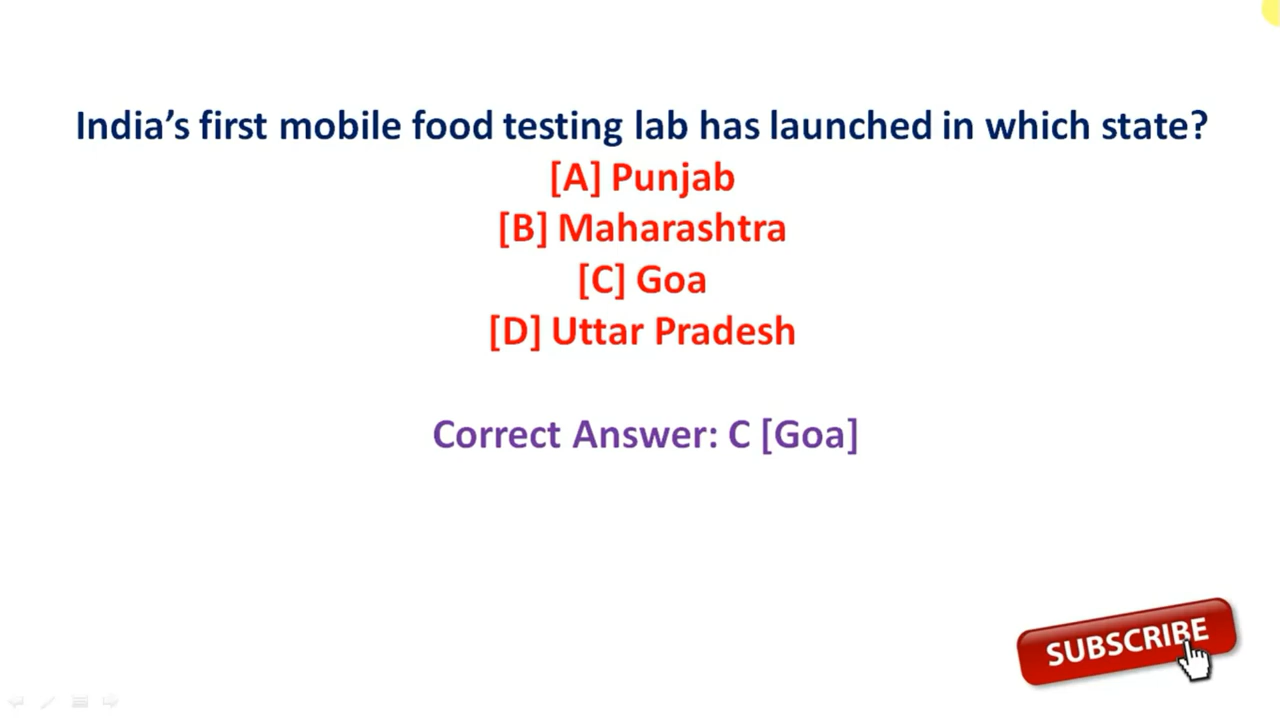 India's first mobile food testing lab has launched in which state?
[A] Punjab
[B] Maharashtra
[C] Goa
[D] Uttar Pradesh
Correct Answer: C [Goa]
SUBSCRIBE